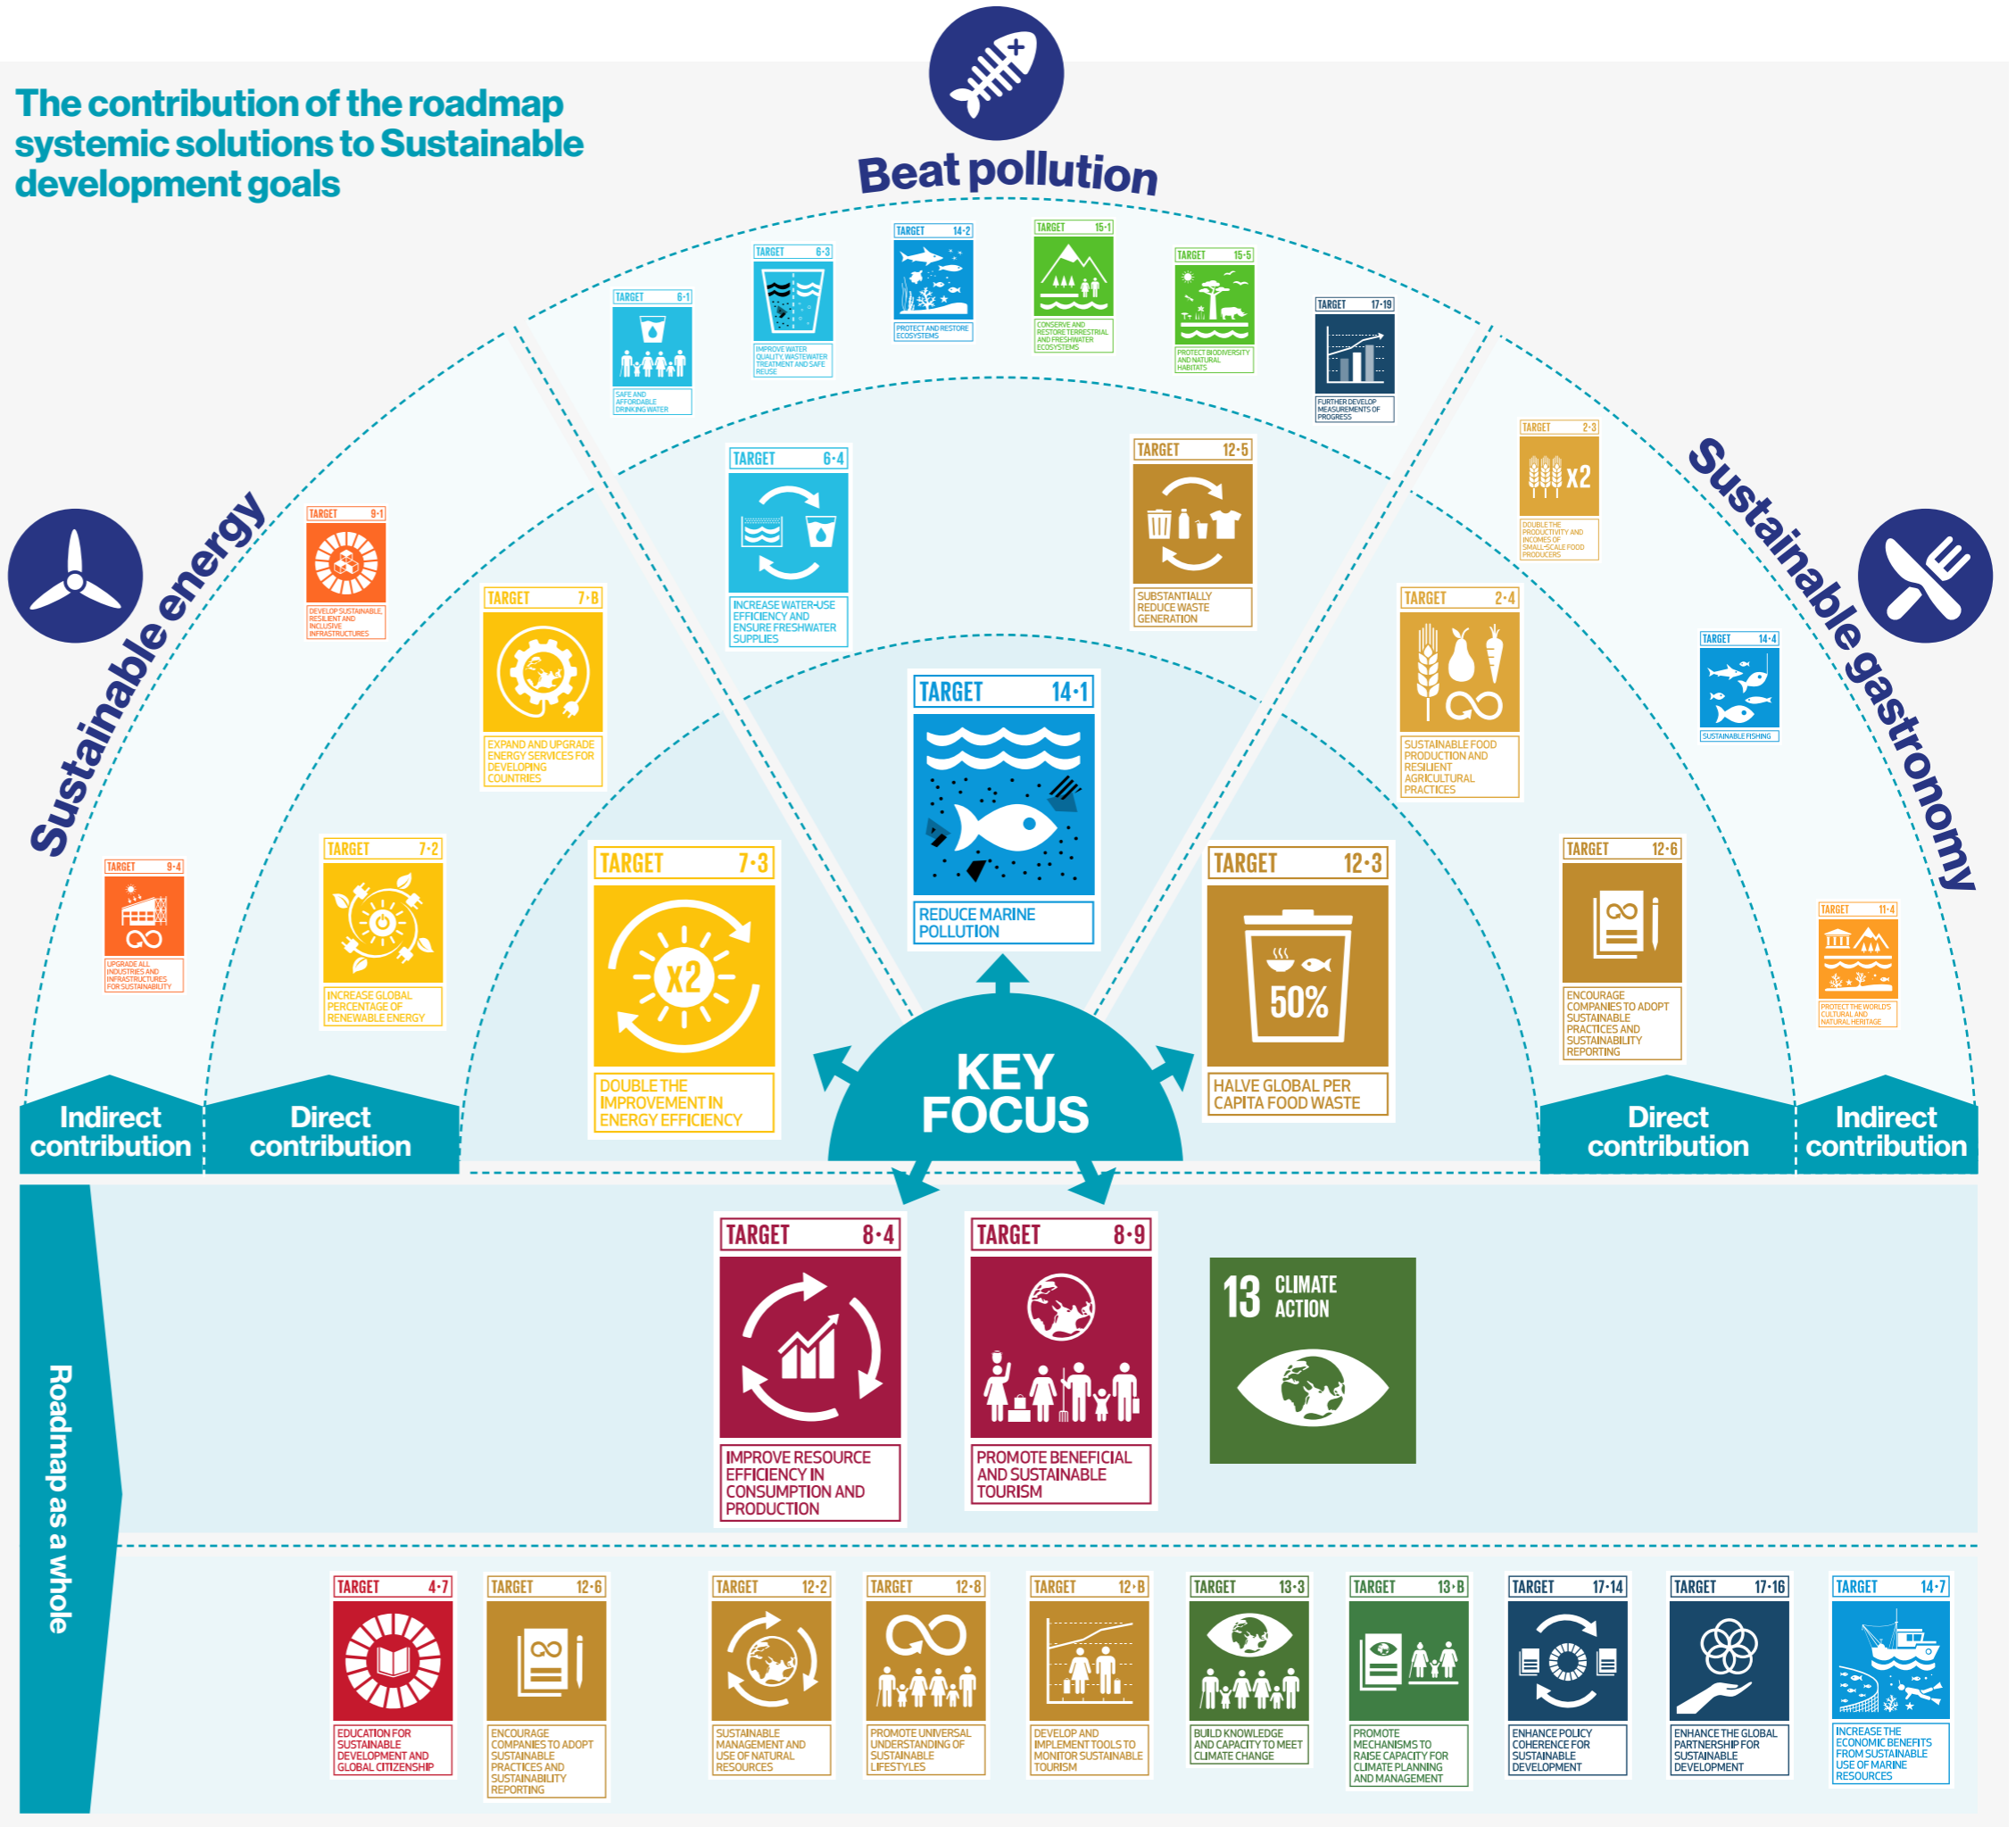 The contribution of the roadmap
systemic solutions to Sustainable
development goals
Beat pollution
Sustainable energy
Sustainable gastronomy
TARGET 6·1
SAFE AND
AFFORDABLE
DRINKING WATER
TARGET 6·3
IMPROVE WATER
QUALITY, WASTEWATER
TREATMENT AND SAFE
REUSE
TARGET 14·2
PROTECT AND RESTORE
ECOSYSTEMS
TARGET 15·1
CONSERVE AND
RESTORE TERRESTRIAL
AND FRESHWATER
ECOSYSTEMS
TARGET 15·5
PROTECT BIODIVERSITY
AND NATURAL
HABITATS
TARGET 17·19
FURTHER DEVELOP
MEASUREMENTS OF
PROGRESS
TARGET 6·4
INCREASE WATER-USE
EFFICIENCY AND
ENSURE FRESHWATER
SUPPLIES
TARGET 12·5
SUBSTANTIALLY
REDUCE WASTE
GENERATION
TARGET 2·3
x2
DOUBLE THE
PRODUCTIVITY AND
INCOMES OF
SMALL-SCALE FOOD
PRODUCERS
TARGET 9·1
DEVELOP SUSTAINABLE,
RESILIENT AND
INCLUSIVE
INFRASTRUCTURES
TARGET 7·B
EXPAND AND UPGRADE
ENERGY SERVICES FOR
DEVELOPING
COUNTRIES
TARGET 2·4
SUSTAINABLE FOOD
PRODUCTION AND
RESILIENT
AGRICULTURAL
PRACTICES
TARGET 14·4
SUSTAINABLE FISHING
TARGET 14·1
REDUCE MARINE
POLLUTION
TARGET 9·4
UPGRADE ALL
INDUSTRIES AND
INFRASTRUCTURES
FOR SUSTAINABILITY
TARGET 7·2
INCREASE GLOBAL
PERCENTAGE OF
RENEWABLE ENERGY
TARGET 7·3
x2
DOUBLE THE
IMPROVEMENT IN
ENERGY EFFICIENCY
TARGET 12·3
50%
HALVE GLOBAL PER
CAPITA FOOD WASTE
TARGET 12·6
ENCOURAGE
COMPANIES TO ADOPT
SUSTAINABLE
PRACTICES AND
SUSTAINABILITY
REPORTING
TARGET 11·4
PROTECT THE WORLD'S
CULTURAL AND
NATURAL HERITAGE
KEY
FOCUS
Indirect
contribution
Direct
contribution
Direct
contribution
Indirect
contribution
Roadmap as a whole
TARGET 8·4
IMPROVE RESOURCE
EFFICIENCY IN
CONSUMPTION AND
PRODUCTION
TARGET 8·9
PROMOTE BENEFICIAL
AND SUSTAINABLE
TOURISM
13 CLIMATE
ACTION
TARGET 4·7
EDUCATION FOR
SUSTAINABLE
DEVELOPMENT AND
GLOBAL CITIZENSHIP
TARGET 12·6
ENCOURAGE
COMPANIES TO ADOPT
SUSTAINABLE
PRACTICES AND
SUSTAINABILITY
REPORTING
TARGET 12·2
SUSTAINABLE
MANAGEMENT AND
USE OF NATURAL
RESOURCES
TARGET 12·8
PROMOTE UNIVERSAL
UNDERSTANDING OF
SUSTAINABLE
LIFESTYLES
TARGET 12·B
DEVELOP AND
IMPLEMENT TOOLS TO
MONITOR SUSTAINABLE
TOURISM
TARGET 13·3
BUILD KNOWLEDGE
AND CAPACITY TO MEET
CLIMATE CHANGE
TARGET 13·B
PROMOTE
MECHANISMS TO
RAISE CAPACITY FOR
CLIMATE PLANNING
AND MANAGEMENT
TARGET 17·14
ENHANCE POLICY
COHERENCE FOR
SUSTAINABLE
DEVELOPMENT
TARGET 17·16
ENHANCE THE GLOBAL
PARTNERSHIP FOR
SUSTAINABLE
DEVELOPMENT
TARGET 14·7
INCREASE THE
ECONOMIC BENEFITS
FROM SUSTAINABLE
USE OF MARINE
RESOURCES